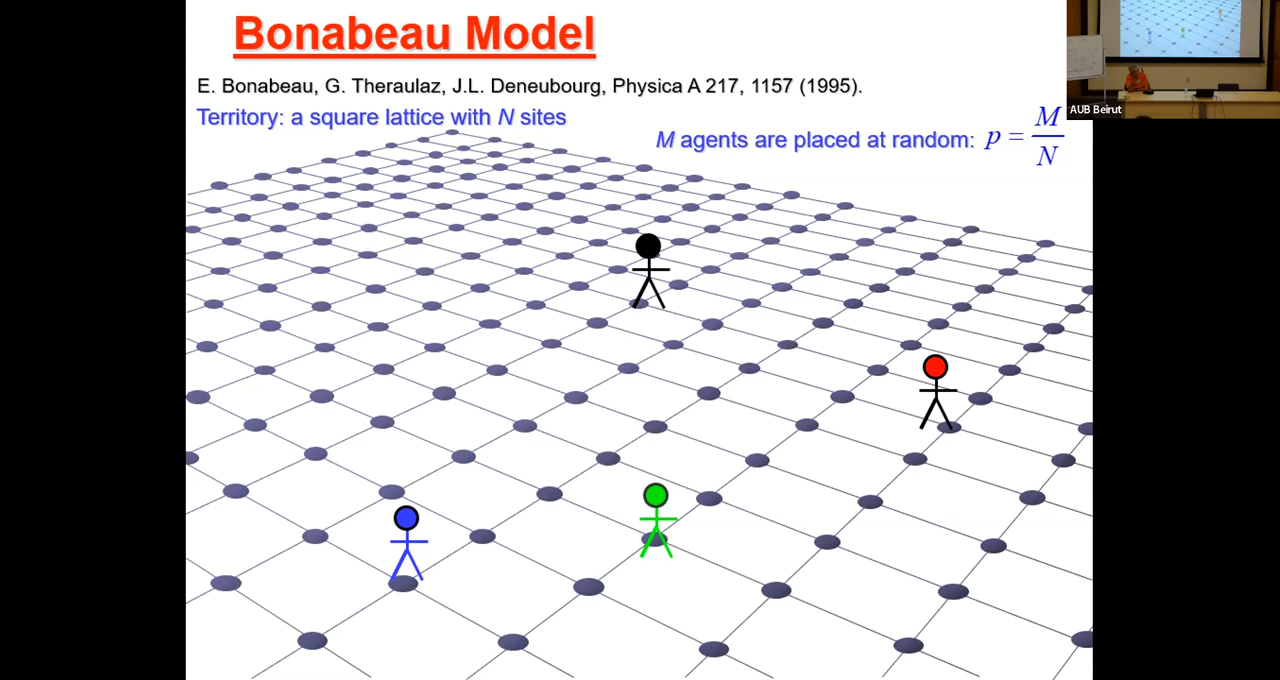 Bonabeau Model
E. Bonabeau, G. Theraulaz, J.L. Deneubourg, Physica A 217, 1157 (1995).
Territory: a square lattice with N sites
M agents are placed at random: p = M/N
AUB Beirut